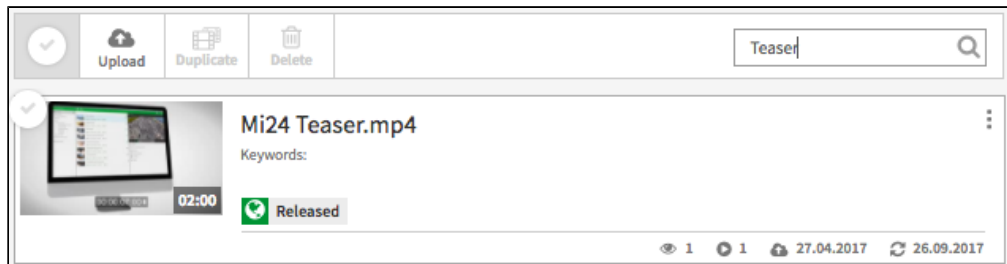 Upload Duplicate Delete Teaser
Mi24 Teaser.mp4
Keywords:
02:00
Released
1 1 27.04.2017 26.09.2017